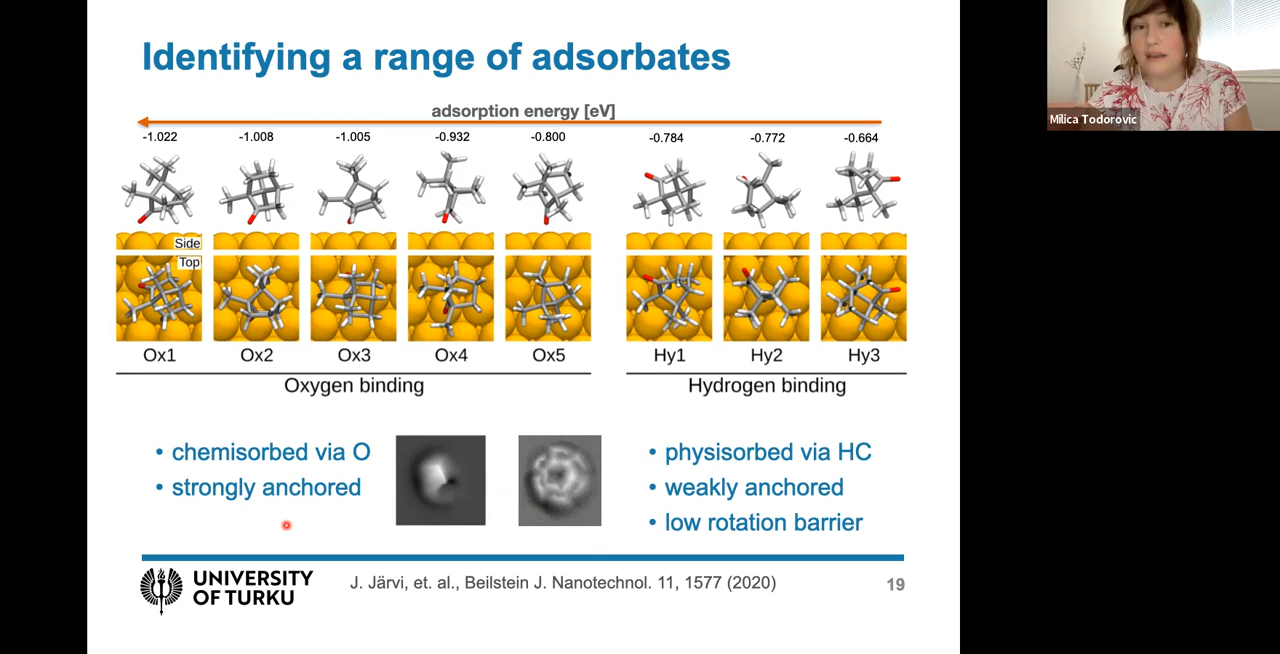 Identifying a range of adsorbates
Milica Todorovic
adsorption energy [eV]
-1.022 -1.008 -1.005 -0.932 -0.800 -0.784 -0.772 -0.664
Side
Top
Ox1 Ox2 Ox3 Ox4 Ox5 Hy1 Hy2 Hy3
Oxygen binding Hydrogen binding
• chemisorbed via O
• strongly anchored
• physisorbed via HC
• weakly anchored
• low rotation barrier
UNIVERSITY
OF TURKU
J. Järvi, et. al., Beilstein J. Nanotechnol. 11, 1577 (2020)
19